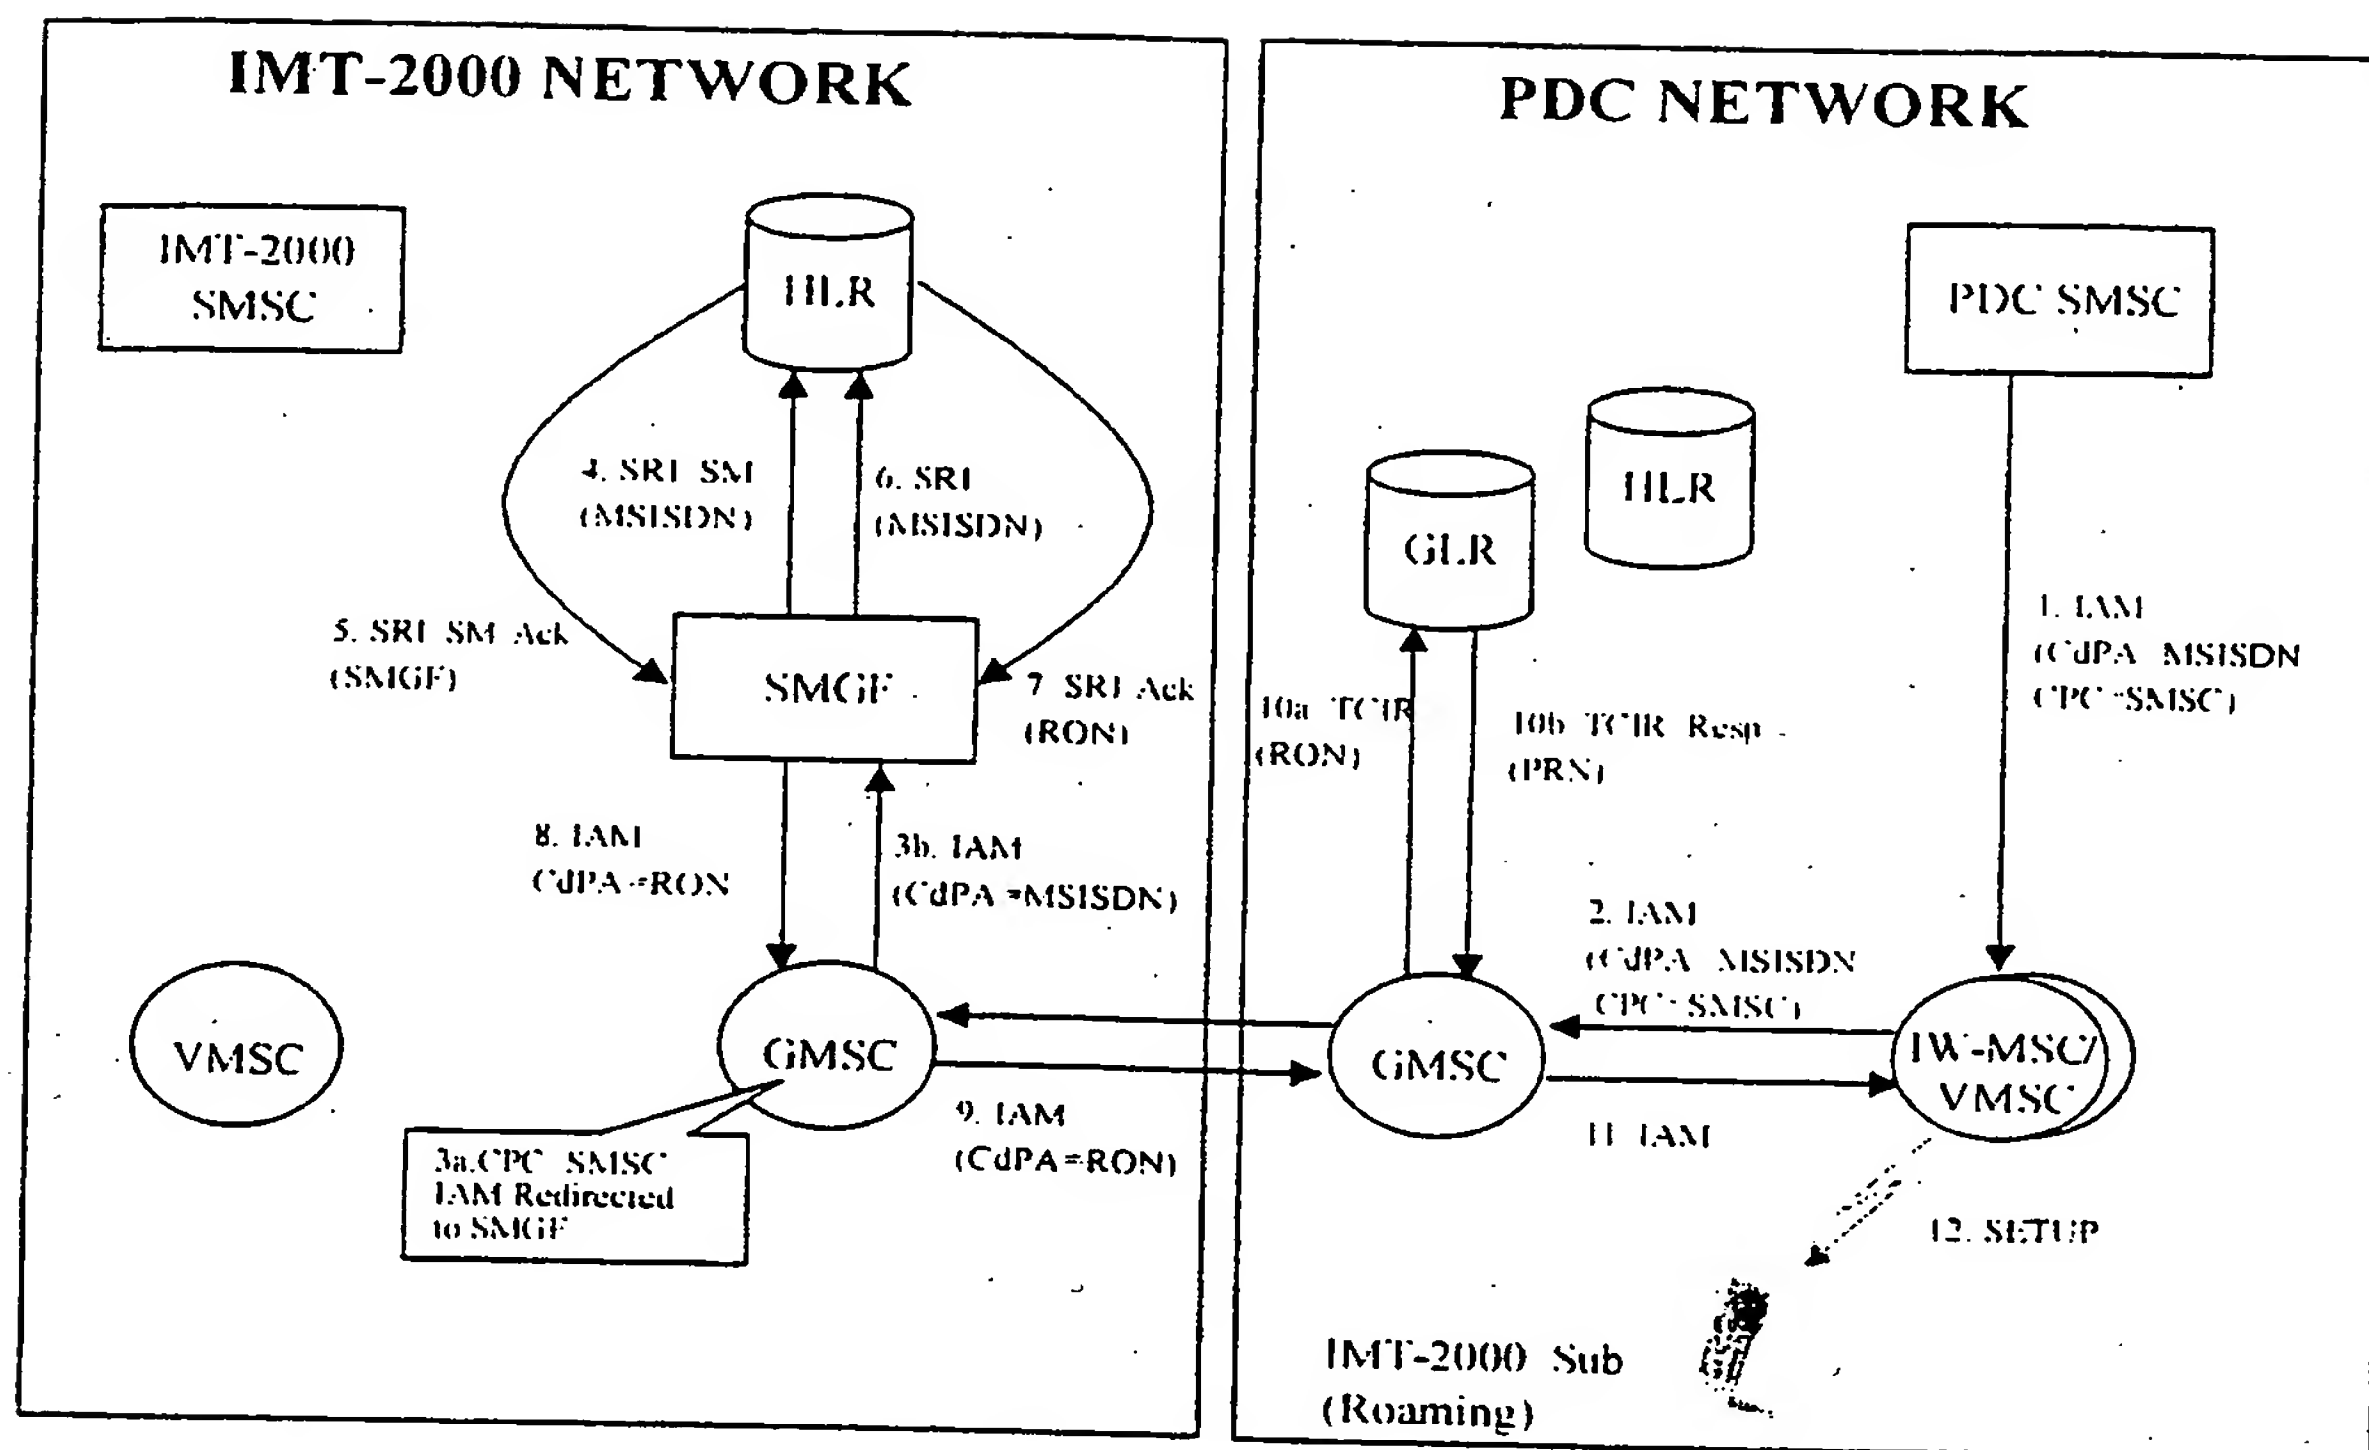 IMT-2000 NETWORK
IMT-2000
SMSC
HLR
4. SRI SM
(MSISDN)
6. SRI
(MSISDN)
5. SRI SM Ack
(SMGF)
SMGF
7 SRI Ack
(RON)
8. IAM
CdPA=RON
3b. IAM
(CdPA=MSISDN)
VMSC
GMSC
3a.CPC SMSC
IAM Redirected
to SMGF
9. IAM
(CdPA=RON)
PDC NETWORK
PDC SMSC
HLR
GLR
1. IAM
(CdPA MSISDN
(CPC=SMSC)
10a TCIR
(RON)
10b TCIR Resp
(PRN)
2. IAM
(CdPA MSISDN
CPC=SMSC)
GMSC
IW-MSC/
VMSC
11 IAM
12. SETUP
IMT-2000 Sub
(Roaming)